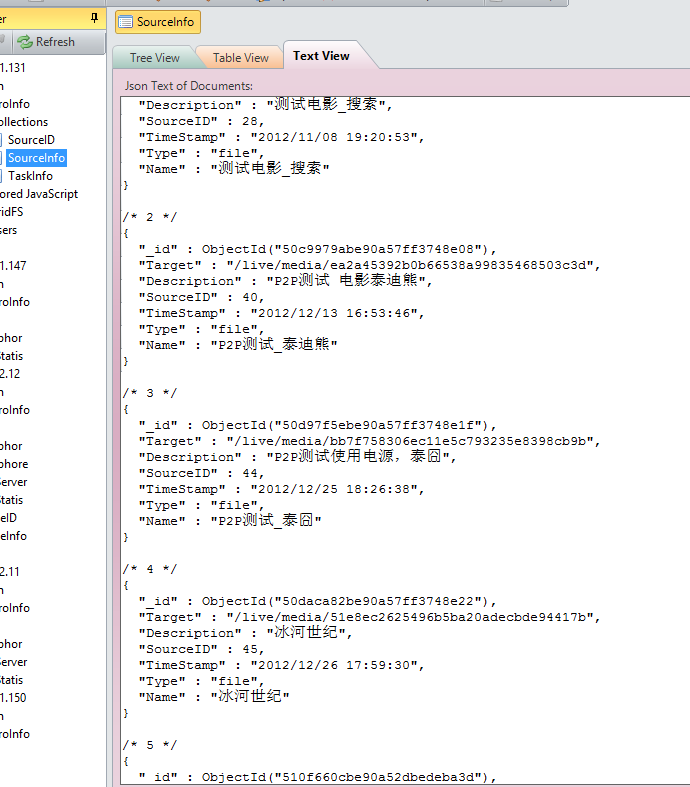 er
Refresh
1.131
n
roInfo
ollections
SourceID
SourceInfo
TaskInfo
ored JavaScript
ridFS
sers
1.147
n
roInfo
phor
Statis
2.12
n
roInfo
phor
phore
Server
Statis
eID
eInfo
2.11
n
roInfo
phor
Server
Statis
1.150
n
roInfo
SourceInfo
Tree View
Table View
Text View
Json Text of Documents:
"Description" : "测试电影_搜索",
"SourceID" : 28,
"TimeStamp" : "2012/11/08 19:20:53",
"Type" : "file",
"Name" : "测试电影_搜索"
}
/* 2 */
{
"_id" : ObjectId("50c9979abe90a57ff3748e08"),
"Target" : "/live/media/ea2a45392b0b66538a99835468503c3d",
"Description" : "P2P测试 电影泰迪熊",
"SourceID" : 40,
"TimeStamp" : "2012/12/13 16:53:46",
"Type" : "file",
"Name" : "P2P测试_泰迪熊"
}
/* 3 */
{
"_id" : ObjectId("50d97f5ebe90a57ff3748e1f"),
"Target" : "/live/media/bb7f758306ec11e5c793235e8398cb9b",
"Description" : "P2P测试使用电源，泰囧",
"SourceID" : 44,
"TimeStamp" : "2012/12/25 18:26:38",
"Type" : "file",
"Name" : "P2P测试_泰囧"
}
/* 4 */
{
"_id" : ObjectId("50daca82be90a57ff3748e22"),
"Target" : "/live/media/51e8ec2625496b5ba20adecbde94417b",
"Description" : "冰河世纪",
"SourceID" : 45,
"TimeStamp" : "2012/12/26 17:59:30",
"Type" : "file",
"Name" : "冰河世纪"
}
/* 5 */
{
"_id" : ObjectId("510f660cbe90a52dbedeba3d"),